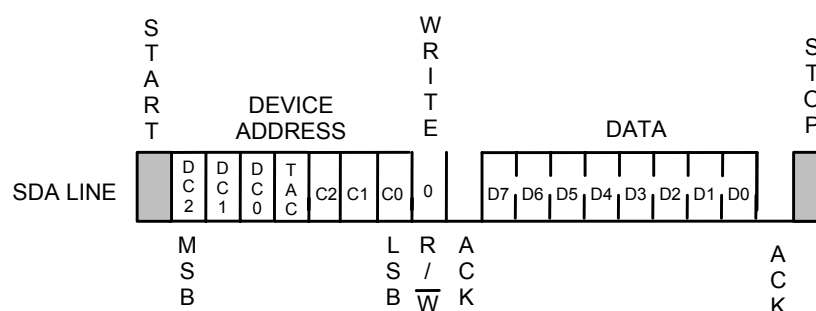 START
WRITE
STOP
DEVICE
ADDRESS
DATA
SDA LINE
DC2 DC1 DC0 TAC C2 C1 C0 0 D7 D6 D5 D4 D3 D2 D1 D0
MSB
LSB
R/W
ACK
ACK